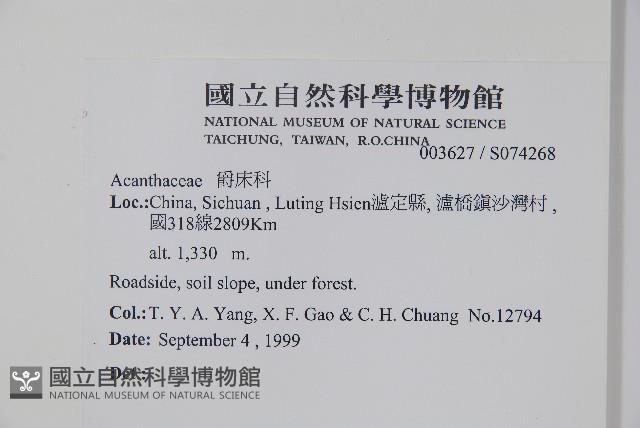 國立自然科學博物館
NATIONAL MUSEUM OF NATURAL SCIENCE
TAICHUNG, TAIWAN, R.O.CHINA
003627 / S074268
Acanthaceae 爵床科
Loc.:China, Sichuan , Luting Hsien瀘定縣, 瀘橋鎮沙灣村 ,
國318線2809Km
alt. 1,330 m.
Roadside, soil slope, under forest.
Col.: T. Y. A. Yang, X. F. Gao & C. H. Chuang No.12794
Date: September 4 , 1999
Det.:
國立自然科學博物館
NATIONAL MUSEUM OF NATURAL SCIENCE